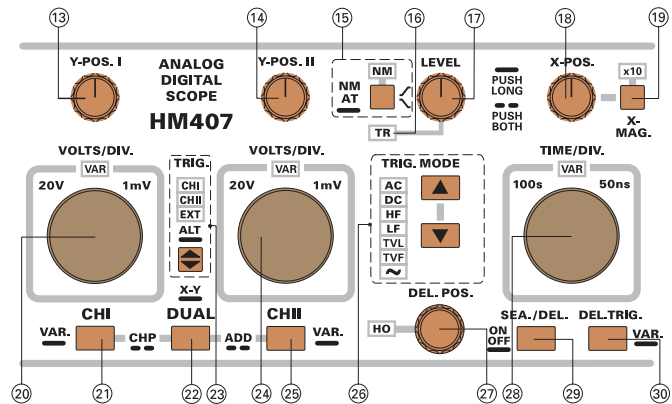 13
14
15
16
17
18
19
Y-POS. I
ANALOG
DIGITAL
SCOPE
HM407
Y-POS. II
NM
AT
NM
LEVEL
TR
PUSH
LONG
PUSH
BOTH
X-POS.
x10
X-
MAG.
VOLTS/DIV.
VAR
20V
1mV
TRIG.
CHI
CHII
EXT
ALT
X-Y
VOLTS/DIV.
VAR
20V
1mV
TRIG. MODE
AC
DC
HF
LF
TVL
TVF
~
TIME/DIV.
VAR
100s
50ns
DEL. POS.
HO
CHI
VAR.
CHP
DUAL
ADD
CHII
VAR.
SEA./DEL.
ON
OFF
DEL.TRIG.
VAR.
20
21
22
23
24
25
26
27
28
29
30